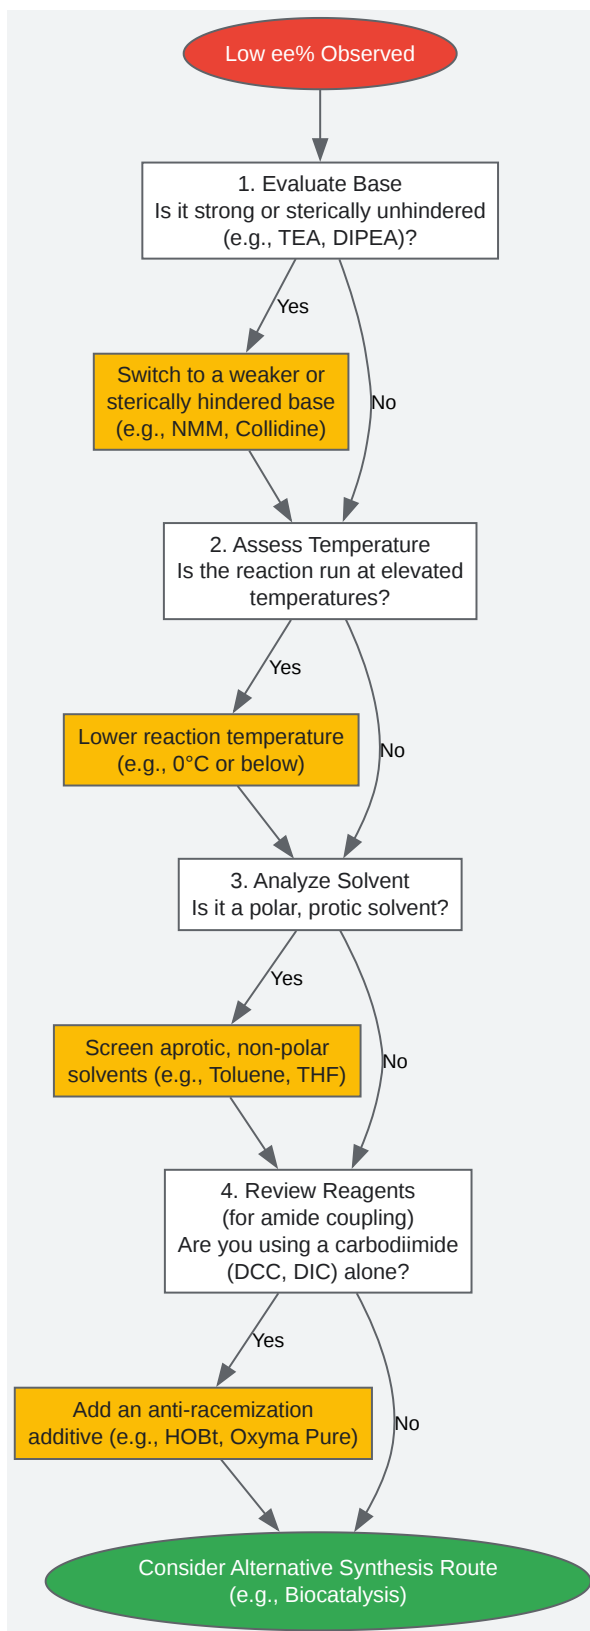 Low ee% Observed
1. Evaluate Base
Is it strong or sterically unhindered
(e.g., TEA, DIPEA)?
Yes
Switch to a weaker or
sterically hindered base
(e.g., NMM, Collidine)
No
2. Assess Temperature
Is the reaction run at elevated
temperatures?
Yes
Lower reaction temperature
(e.g., 0°C or below)
No
3. Analyze Solvent
Is it a polar, protic solvent?
Yes
Screen aprotic, non-polar
solvents (e.g., Toluene, THF)
No
4. Review Reagents
(for amide coupling)
Are you using a carbodiimide
(DCC, DIC) alone?
Yes
Add an anti-racemization
additive (e.g., HOBt, Oxyma Pure)
No
Consider Alternative Synthesis Route
(e.g., Biocatalysis)